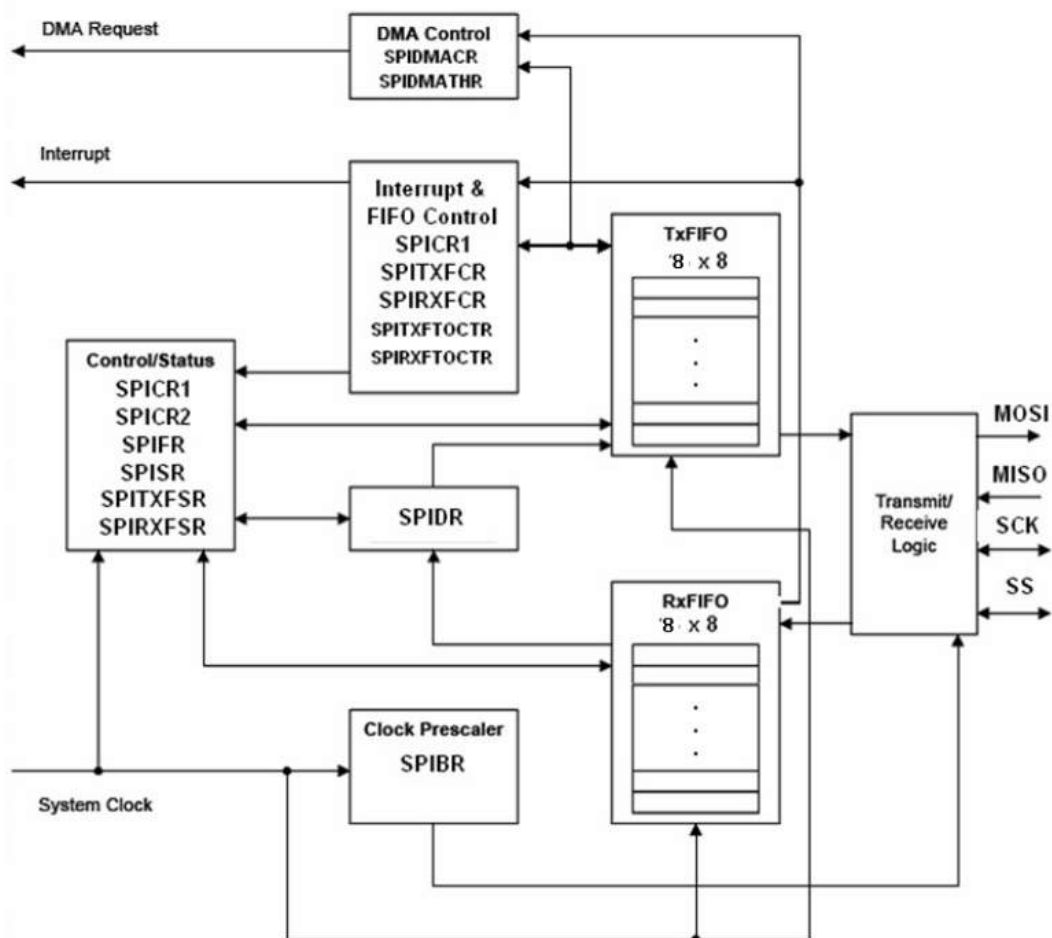 DMA Request
DMA Control
SPIDMACR
SPIDMATHR
Interrupt
Interrupt &
FIFO Control
SPICR1
SPITXFCR
SPIRXFCR
SPITXFTOCTR
SPIRXFTOCTR
TxFIFO
8 x 8
Control/Status
SPICR1
SPICR2
SPIFR
SPISR
SPITXFSR
SPIRXFSR
SPIDR
Transmit/
Receive
Logic
MOSI
MISO
SCK
SS
RxFIFO
8 x 8
Clock Prescaler
SPIBR
System Clock